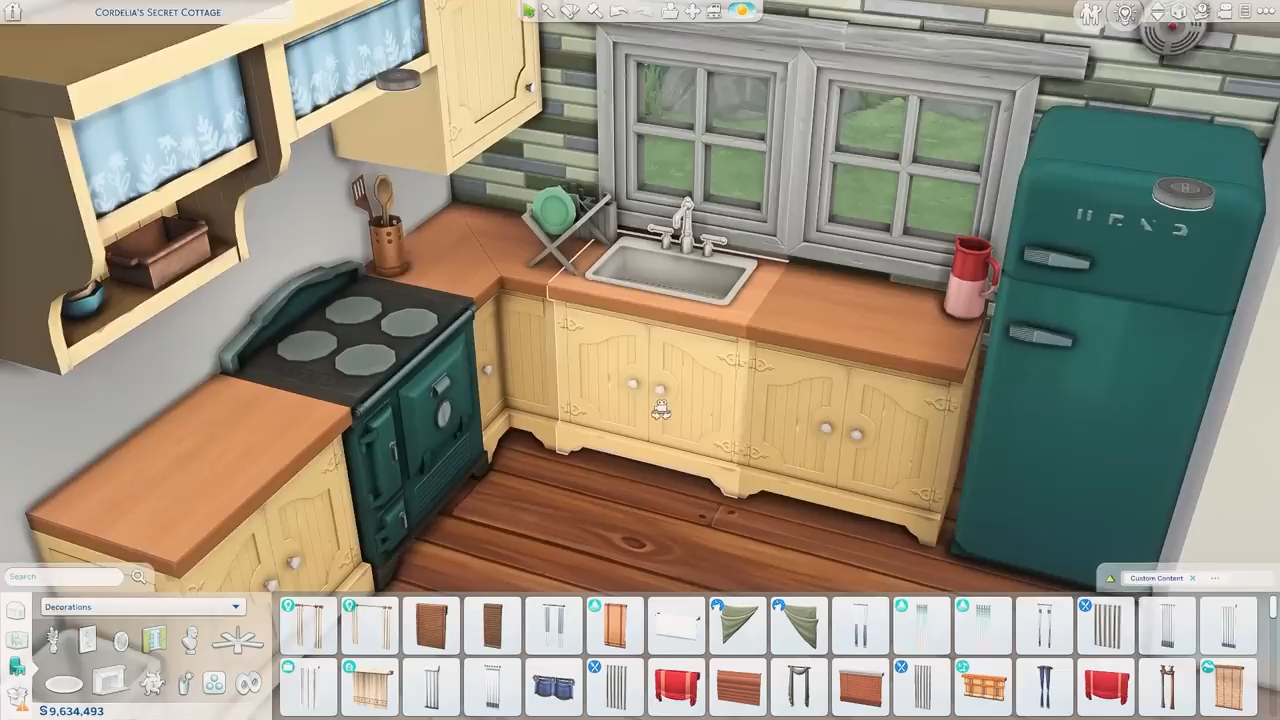 CORDELIA'S SECRET COTTAGE
Search
Custom Content
Decorations
§9,634,493